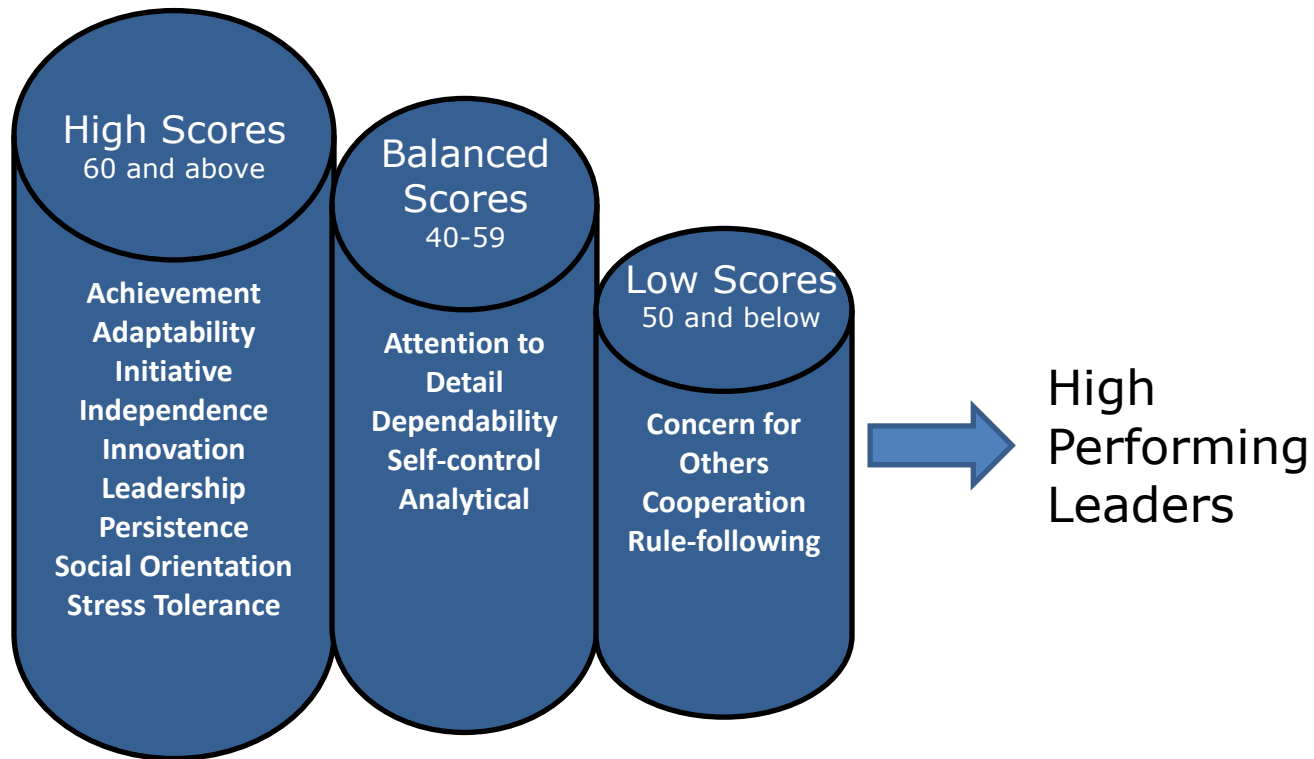 High Scores
60 and above
Achievement
Adaptability
Initiative
Independence
Innovation
Leadership
Persistence
Social Orientation
Stress Tolerance
Balanced
Scores
40-59
Attention to
Detail
Dependability
Self-control
Analytical
Low Scores
50 and below
Concern for
Others
Cooperation
Rule-following
High
Performing
Leaders